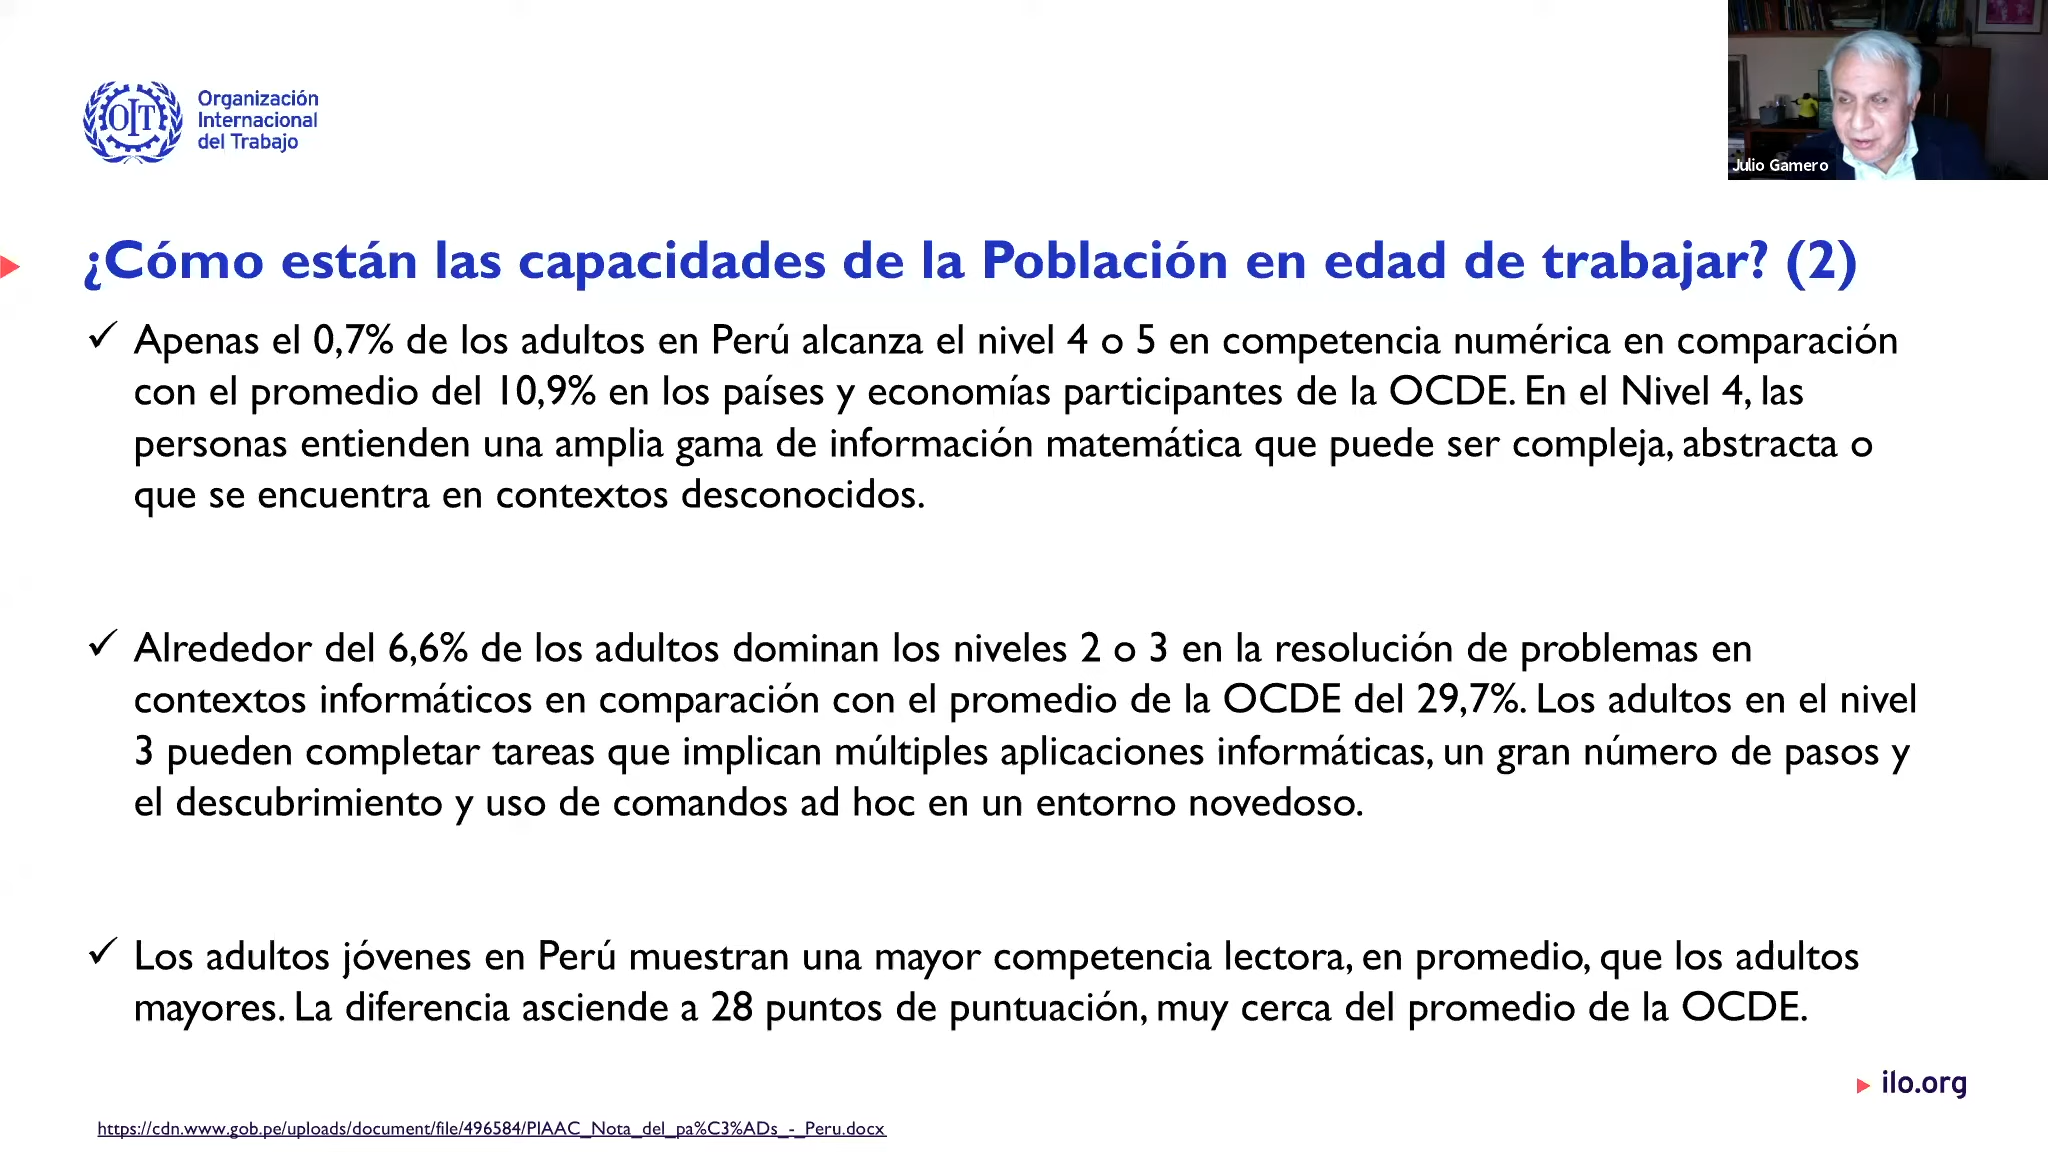 OIT
Organización
Internacional
del Trabajo
Julio Gamero
¿Cómo están las capacidades de la Población en edad de trabajar? (2)
✓ Apenas el 0,7% de los adultos en Perú alcanza el nivel 4 o 5 en competencia numérica en comparación
con el promedio del 10,9% en los países y economías participantes de la OCDE. En el Nivel 4, las
personas entienden una amplia gama de información matemática que puede ser compleja, abstracta o
que se encuentra en contextos desconocidos.
✓ Alrededor del 6,6% de los adultos dominan los niveles 2 o 3 en la resolución de problemas en
contextos informáticos en comparación con el promedio de la OCDE del 29,7%. Los adultos en el nivel
3 pueden completar tareas que implican múltiples aplicaciones informáticas, un gran número de pasos y
el descubrimiento y uso de comandos ad hoc en un entorno novedoso.
✓ Los adultos jóvenes en Perú muestran una mayor competencia lectora, en promedio, que los adultos
mayores. La diferencia asciende a 28 puntos de puntuación, muy cerca del promedio de la OCDE.
ilo.org
https://cdn.www.gob.pe/uploads/document/file/496584/PIAAC_Nota_del_pa%C3%ADs_-_Peru.docx